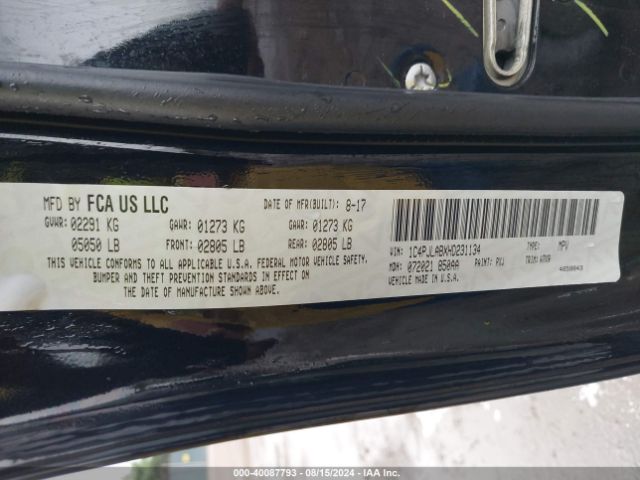 MFD BY FCA US LLC DATE OF MFR(BUILT): 8-17
GVWR: 02291 KG GAWR: 01273 KG GAWR: 01273 KG
05050 LB FRONT: 02805 LB REAR: 02805 LB
THIS VEHICLE CONFORMS TO ALL APPLICABLE U.S.A. FEDERAL MOTOR VEHICLE SAFETY,
BUMPER AND THEFT PREVENTION STANDARDS IN EFFECT ON
THE DATE OF MANUFACTURE SHOWN ABOVE.
VIN: 1C4PJLABXHD231134 TYPE: MPV
MDH: 072021 850AA PAINT: PX8 TRIM:
VEHICLE MADE IN U.S.A.
000-40087793 - 08/15/2024 - IAA Inc.